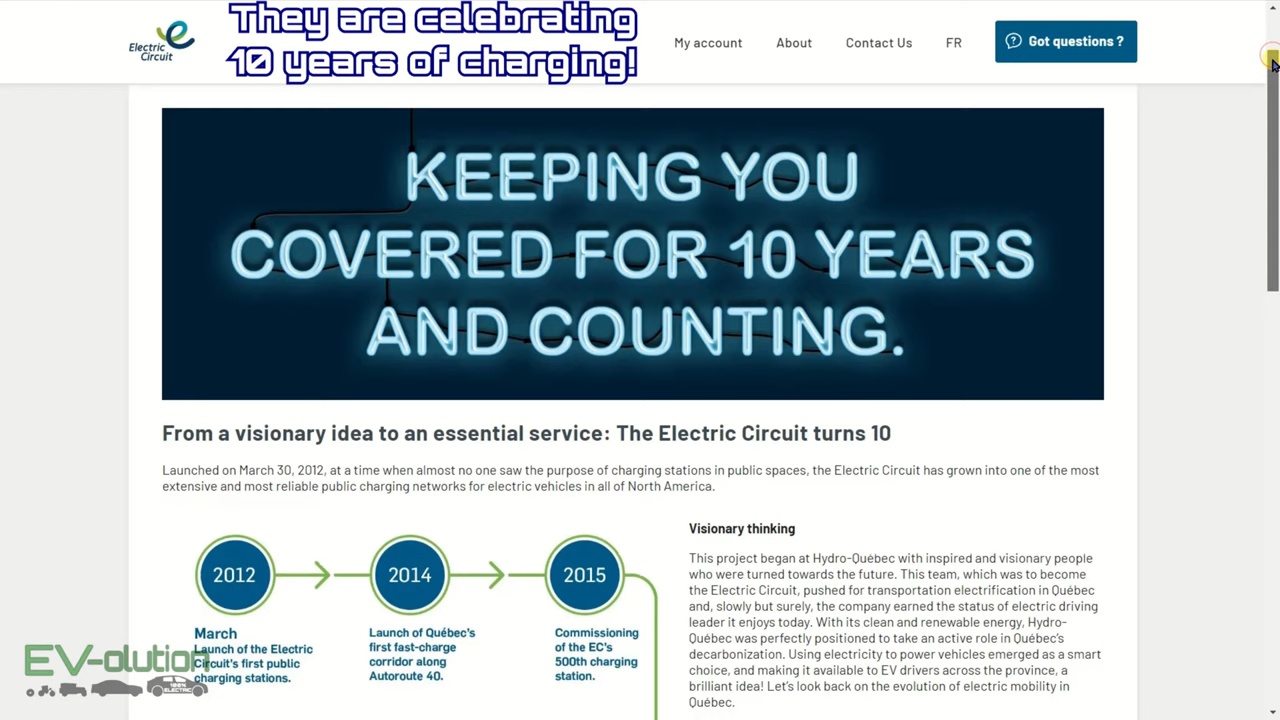 They are celebrating
10 years of charging!
Electric
Circuit
My account
About
Contact Us
FR
Got questions ?
KEEPING YOU
COVERED FOR 10 YEARS
AND COUNTING.
From a visionary idea to an essential service: The Electric Circuit turns 10
Launched on March 30, 2012, at a time when almost no one saw the purpose of charging stations in public spaces, the Electric Circuit has grown into one of the most
extensive and most reliable public charging networks for electric vehicles in all of North America.
2012
March
Launch of the Electric
Circuit's first public
charging stations.
2014
Launch of Québec's
first fast-charge
corridor along
Autoroute 40.
2015
Commissioning
of the EC's
500th charging
station.
Visionary thinking
This project began at Hydro-Québec with inspired and visionary people
who were turned towards the future. This team, which was to become
the Electric Circuit, pushed for transportation electrification in Québec
and, slowly but surely, the company earned the status of electric driving
leader it enjoys today. With its clean and renewable energy, Hydro-
Québec was perfectly positioned to take an active role in Québec's
decarbonization. Using electricity to power vehicles emerged as a smart
choice, and making it available to EV drivers across the province, a
brilliant idea! Let's look back on the evolution of electric mobility in
Québec.
EV-olution
100%
ELECTRIC